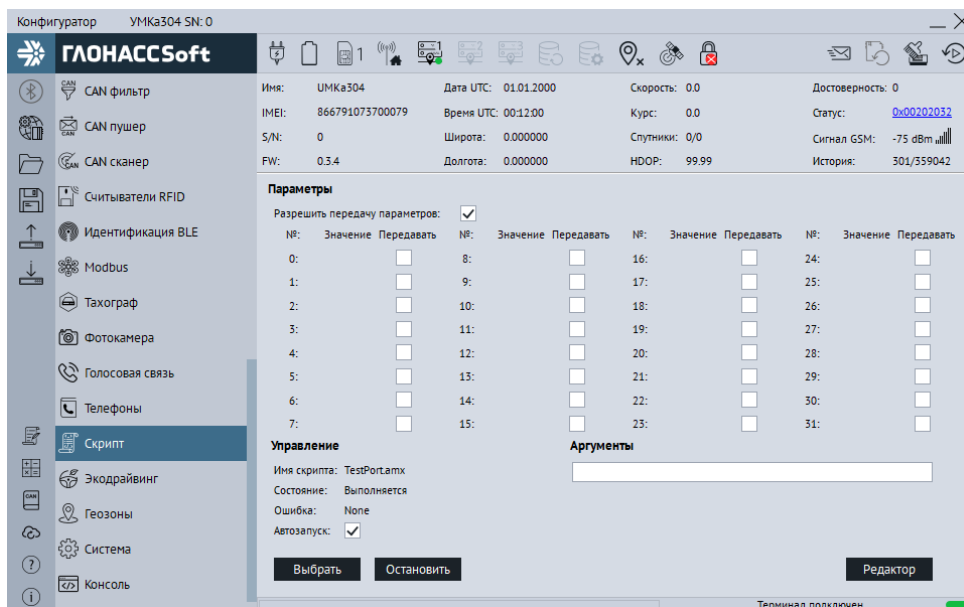 Конфигуратор УМКа304 SN: 0
ГЛОНАССSoft
1
Имя: UMKa304 Дата UTC: 01.01.2000 Скорость: 0.0 Достоверность: 0
IMEI: 866791073700079 Время UTC: 00:12:00 Курс: 0.0 Статус: 0x00202032
S/N: 0 Широта: 0.000000 Спутники: 0/0 Сигнал GSM: -75 dBm
FW: 0.3.4 Долгота: 0.000000 HDOP: 99.99 История: 301/359042
CAN фильтр
CAN пушер
CAN сканер
Считыватели RFID
Идентификация BLE
Modbus
Тахограф
Фотокамера
Голосовая связь
Телефоны
Скрипт
Экодрайвинг
Геозоны
Система
Консоль
Параметры
Разрешить передачу параметров:
№: Значение Передавать №: Значение Передавать №: Значение Передавать №: Значение Передавать
0: 8: 16: 24:
1: 9: 17: 25:
2: 10: 18: 26:
3: 11: 19: 27:
4: 12: 20: 28:
5: 13: 21: 29:
6: 14: 22: 30:
7: 15: 23: 31:
Управление Аргументы
Имя скрипта: TestPort.amx
Состояние: Выполняется
Ошибка: None
Автозапуск:
Выбрать Остановить Редактор
Терминал подключен